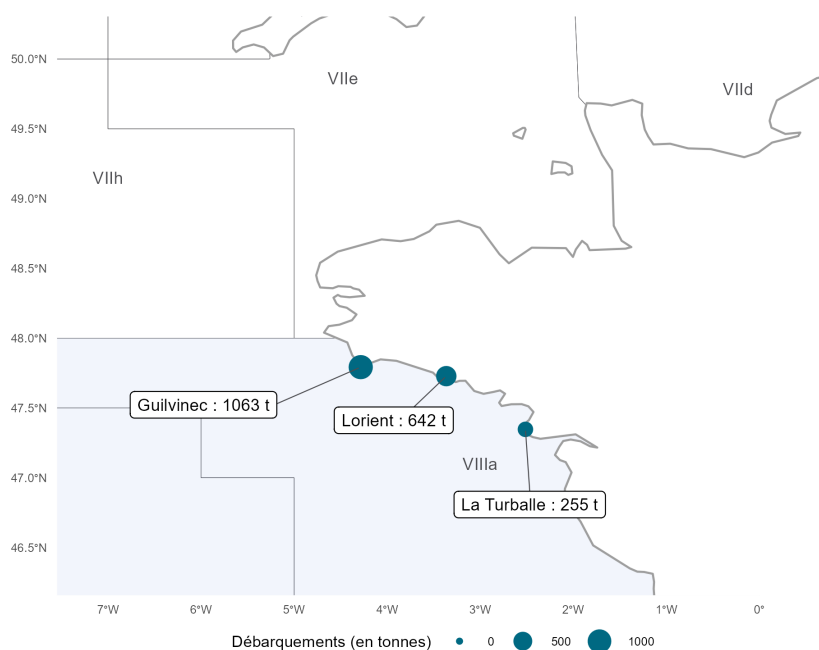 50.0°N
VIIe
VIId
49.5°N
VIIh
49.0°N
48.5°N
48.0°N
47.5°N
Guilvinec : 1063 t
Lorient : 642 t
VIIIa
47.0°N
La Turballe : 255 t
46.5°N
7°W 6°W 5°W 4°W 3°W 2°W 1°W 0°
Débarquements (en tonnes) 0 500 1000